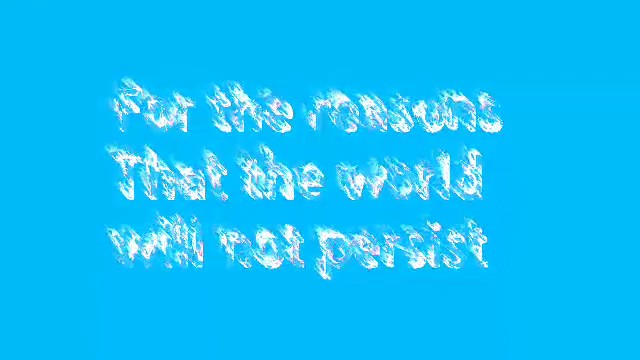 For the reasons
That the world
will not persist